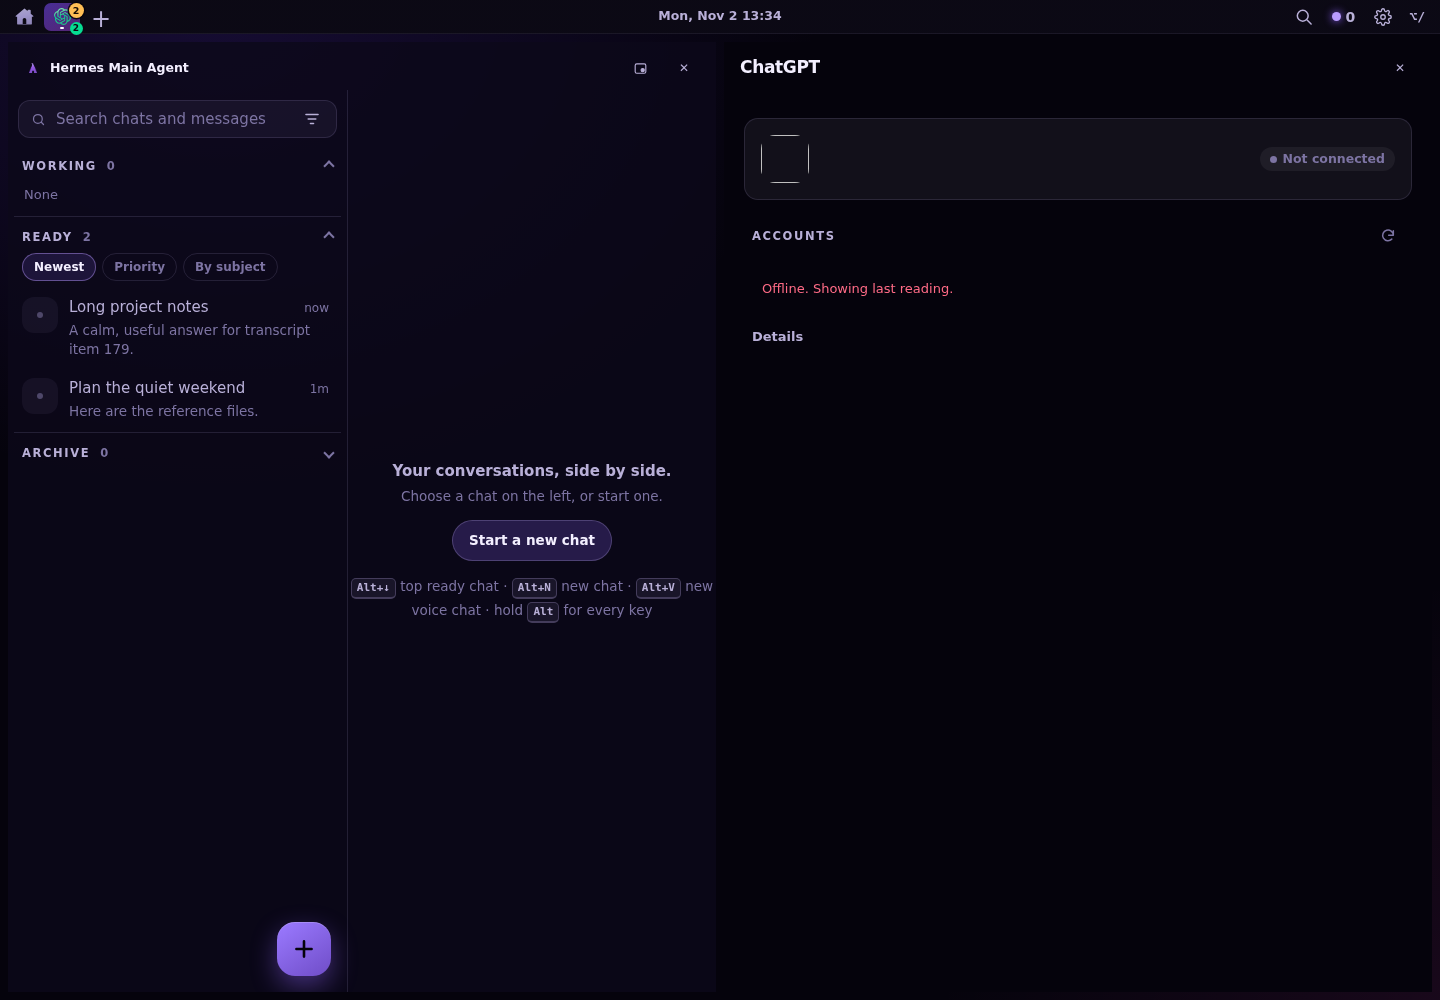 2
2
Mon, Nov 2 13:34
0
⌥/
Hermes Main Agent
Search chats and messages
WORKING 0
None
READY 2
Newest Priority By subject
Long project notes now
A calm, useful answer for transcript
item 179.
Plan the quiet weekend 1m
Here are the reference files.
ARCHIVE 0
Your conversations, side by side.
Choose a chat on the left, or start one.
Start a new chat
Alt+↓ top ready chat · Alt+N new chat · Alt+V new
voice chat · hold Alt for every key
ChatGPT
Not connected
ACCOUNTS
Offline. Showing last reading.
Details